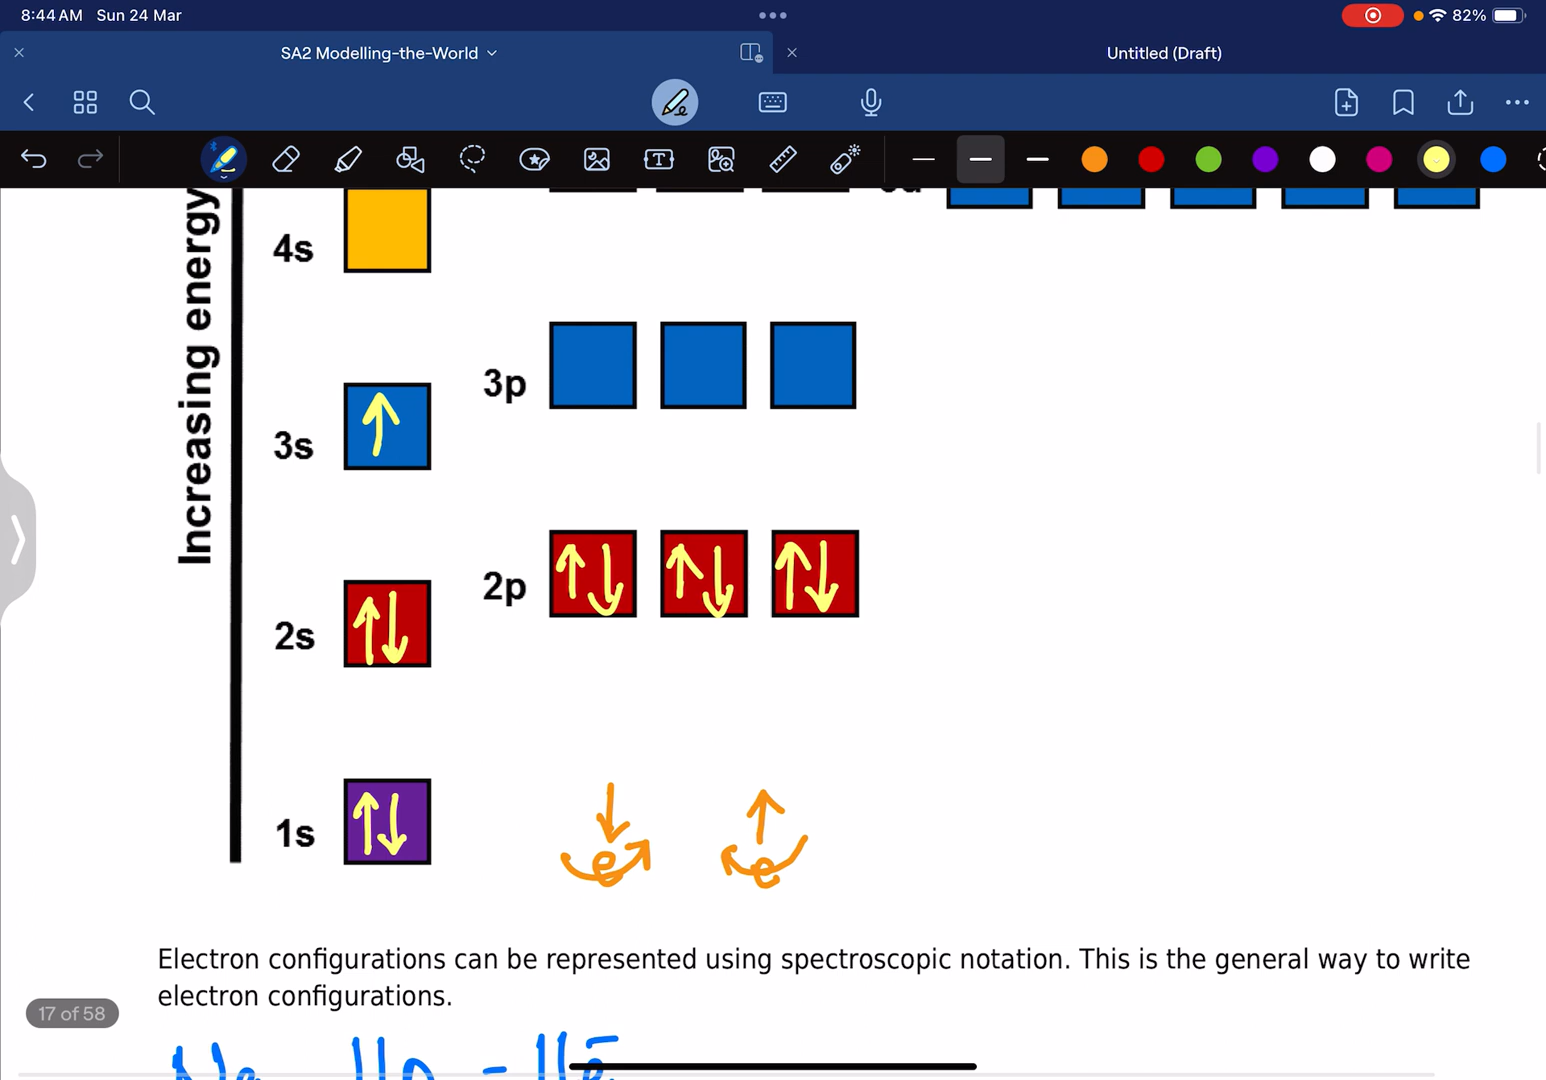 8:44 AM Sun 24 Mar
82%
SA2 Modelling-the-World
Untitled (Draft)
Increasing energy
4s
3p
3s
2p
2s
1s
e e
Electron configurations can be represented using spectroscopic notation. This is the general way to write
electron configurations.
17 of 58